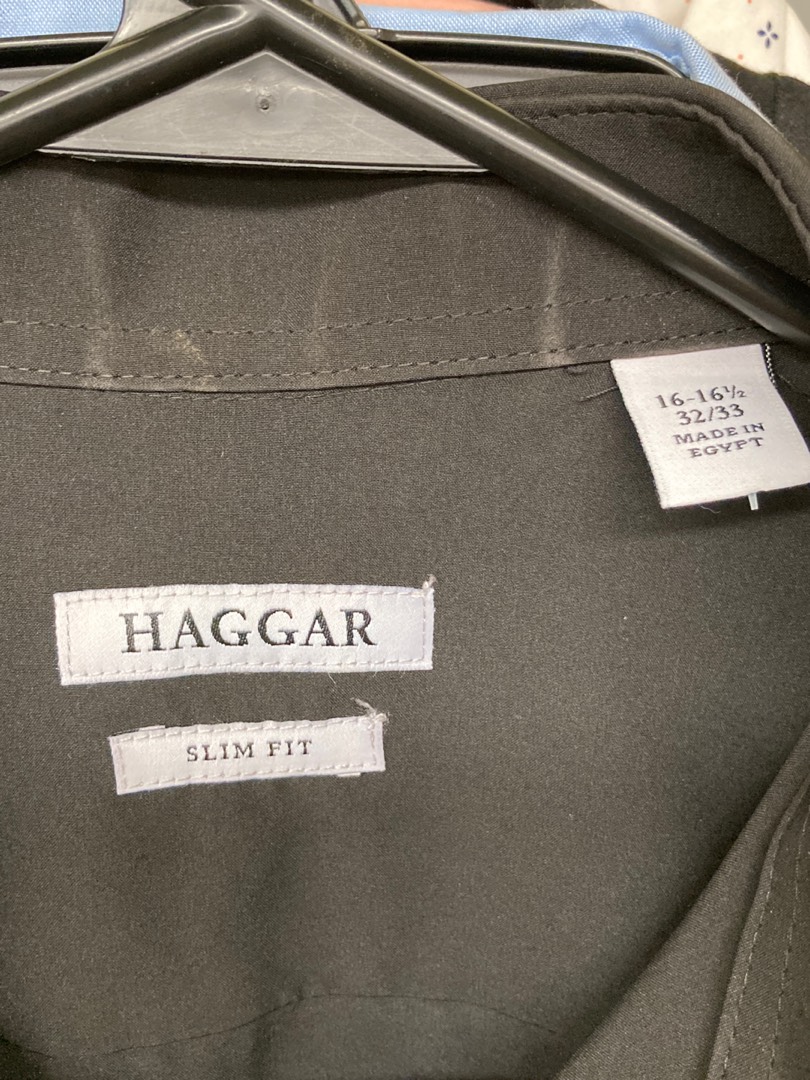 16-16½
32/33
MADE IN
EGYPT
HAGGAR
SLIM FIT